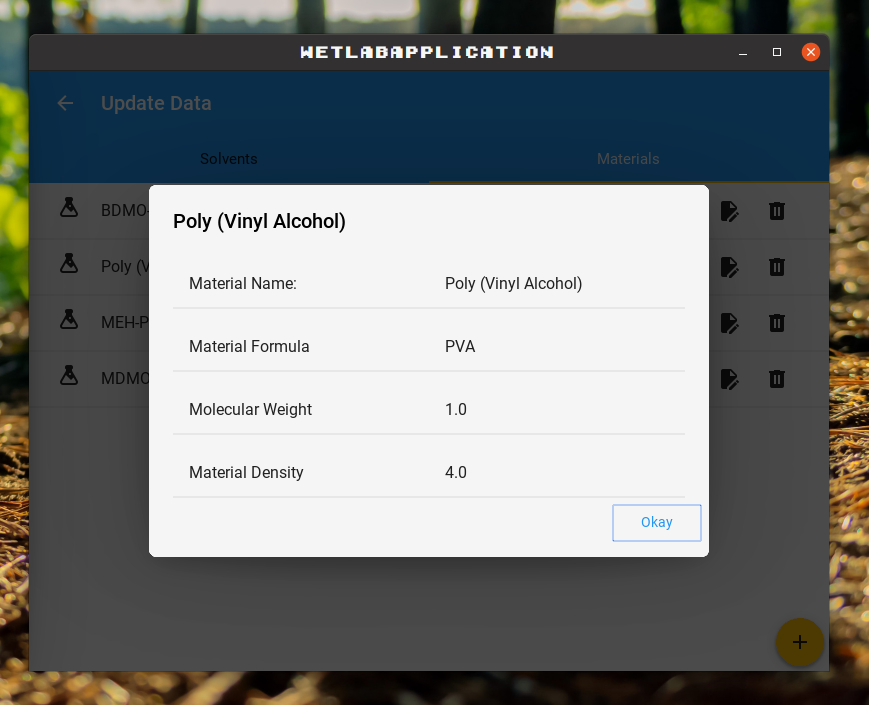 WETLABAPPLICATION
Update Data
Solvents Materials
BDMO-
Poly (V
MEH-P
MDMO
Poly (Vinyl Alcohol)
Material Name: Poly (Vinyl Alcohol)
Material Formula PVA
Molecular Weight 1.0
Material Density 4.0
Okay